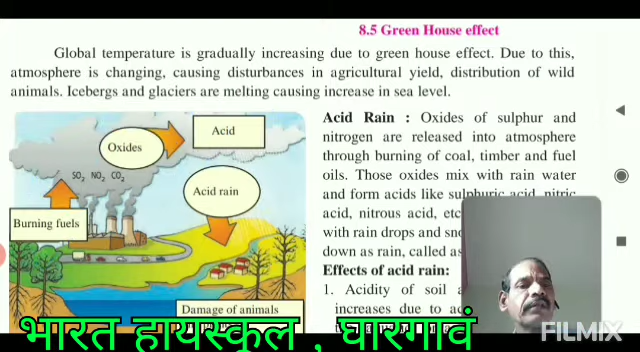 8.5 Green House effect
Global temperature is gradually increasing due to green house effect. Due to this,
atmosphere is changing, causing disturbances in agricultural yield, distribution of wild
animals. Icebergs and glaciers are melting causing increase in sea level.
Acid
Oxides
SO₂ NO₂ CO₂
Acid rain
Burning fuels
Damage of animals
Acid Rain : Oxides of sulphur and
nitrogen are released into atmosphere
through burning of coal, timber and fuel
oils. Those oxides mix with rain water
and form acids like sulphuric acid, nitric
acid, nitrous acid, etc
with rain drops and
down as rain, called
Effects of acid rain:
1. Acidity of soil
increases due to
भारत हायस्कूल , घारगावं
FILMIX